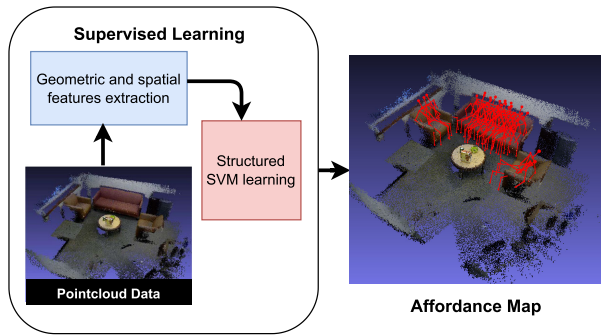 Supervised Learning
Geometric and spatial
features extraction
Structured
SVM learning
Pointcloud Data
Affordance Map